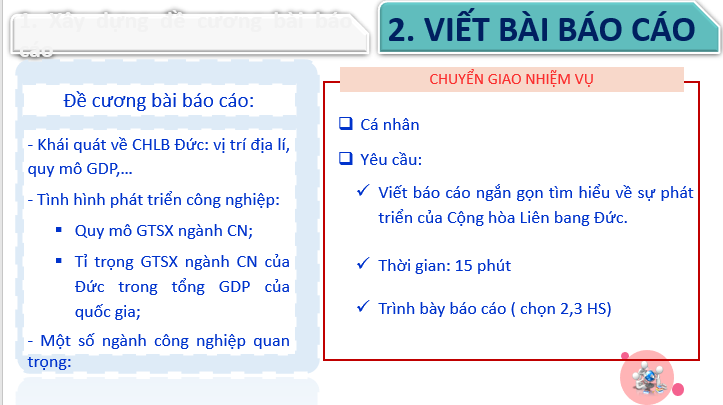 1. Xây dựng đề cương bài báo
cáo
2. VIẾT BÀI BÁO CÁO
Đề cương bài báo cáo:
- Khái quát về CHLB Đức: vị trí địa lí,
quy mô GDP,...
- Tình hình phát triển công nghiệp:
▪ Quy mô GTSX ngành CN;
▪ Tỉ trọng GTSX ngành CN của
Đức trong tổng GDP của
quốc gia;
- Một số ngành công nghiệp quan
trọng:
CHUYỂN GIAO NHIỆM VỤ
❑ Cá nhân
❑ Yêu cầu:
✓ Viết báo cáo ngắn gọn tìm hiểu về sự phát
triển của Cộng hòa Liên bang Đức.
✓ Thời gian: 15 phút
✓ Trình bày báo cáo ( chọn 2,3 HS)